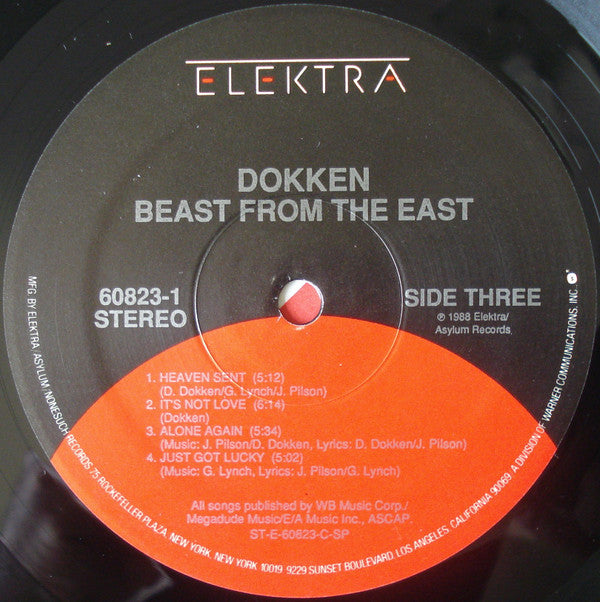 ELEKTRA
DOKKEN
BEAST FROM THE EAST
60823-1
STEREO
SIDE THREE
℗ 1988 Elektra/
Asylum Records
1. HEAVEN SENT (5:12)
(D. Dokken/G. Lynch/J. Pilson)
2. IT'S NOT LOVE (6:14)
(Dokken)
3. ALONE AGAIN (5:34)
(Music: J. Pilson/D. Dokken, Lyrics: D. Dokken/J. Pilson)
4. JUST GOT LUCKY (5:02)
(Music: G. Lynch, Lyrics: J. Pilson/G. Lynch)
All songs published by WB Music Corp./
Megadude Music/E/A Music Inc., ASCAP
ST-E-60823-C-SP
MFG. BY ELEKTRA/ASYLUM/NONESUCH RECORDS 75 ROCKEFELLER PLAZA, NEW YORK, NEW YORK 10019 9229 SUNSET BOULEVARD, LOS ANGELES, CALIFORNIA 90069 A DIVISION OF WARNER COMMUNICATIONS, INC.